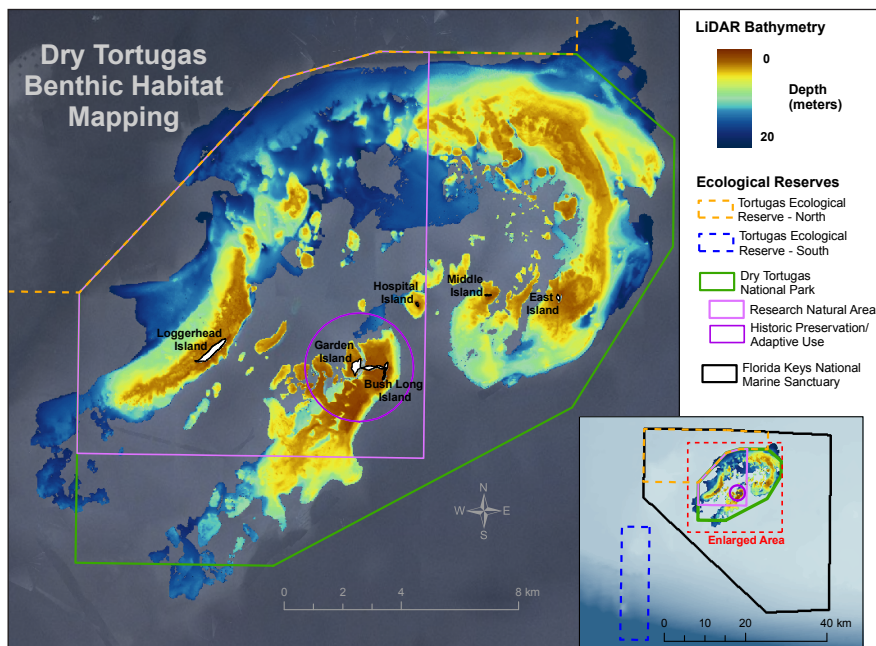 Dry Tortugas
Benthic Habitat
Mapping
LiDAR Bathymetry
0
Depth
(meters)
20
Ecological Reserves
Tortugas Ecological
Reserve - North
Tortugas Ecological
Reserve - South
Dry Tortugas
National Park
Research Natural Area
Historic Preservation/
Adaptive Use
Florida Keys National
Marine Sanctuary
Hospital
Island
Middle
Island
East
Island
Loggerhead
Island
Garden
Island
Bush Long
Island
N
W E
S
0 2 4 8 km
Enlarged Area
0 10 20 40 km